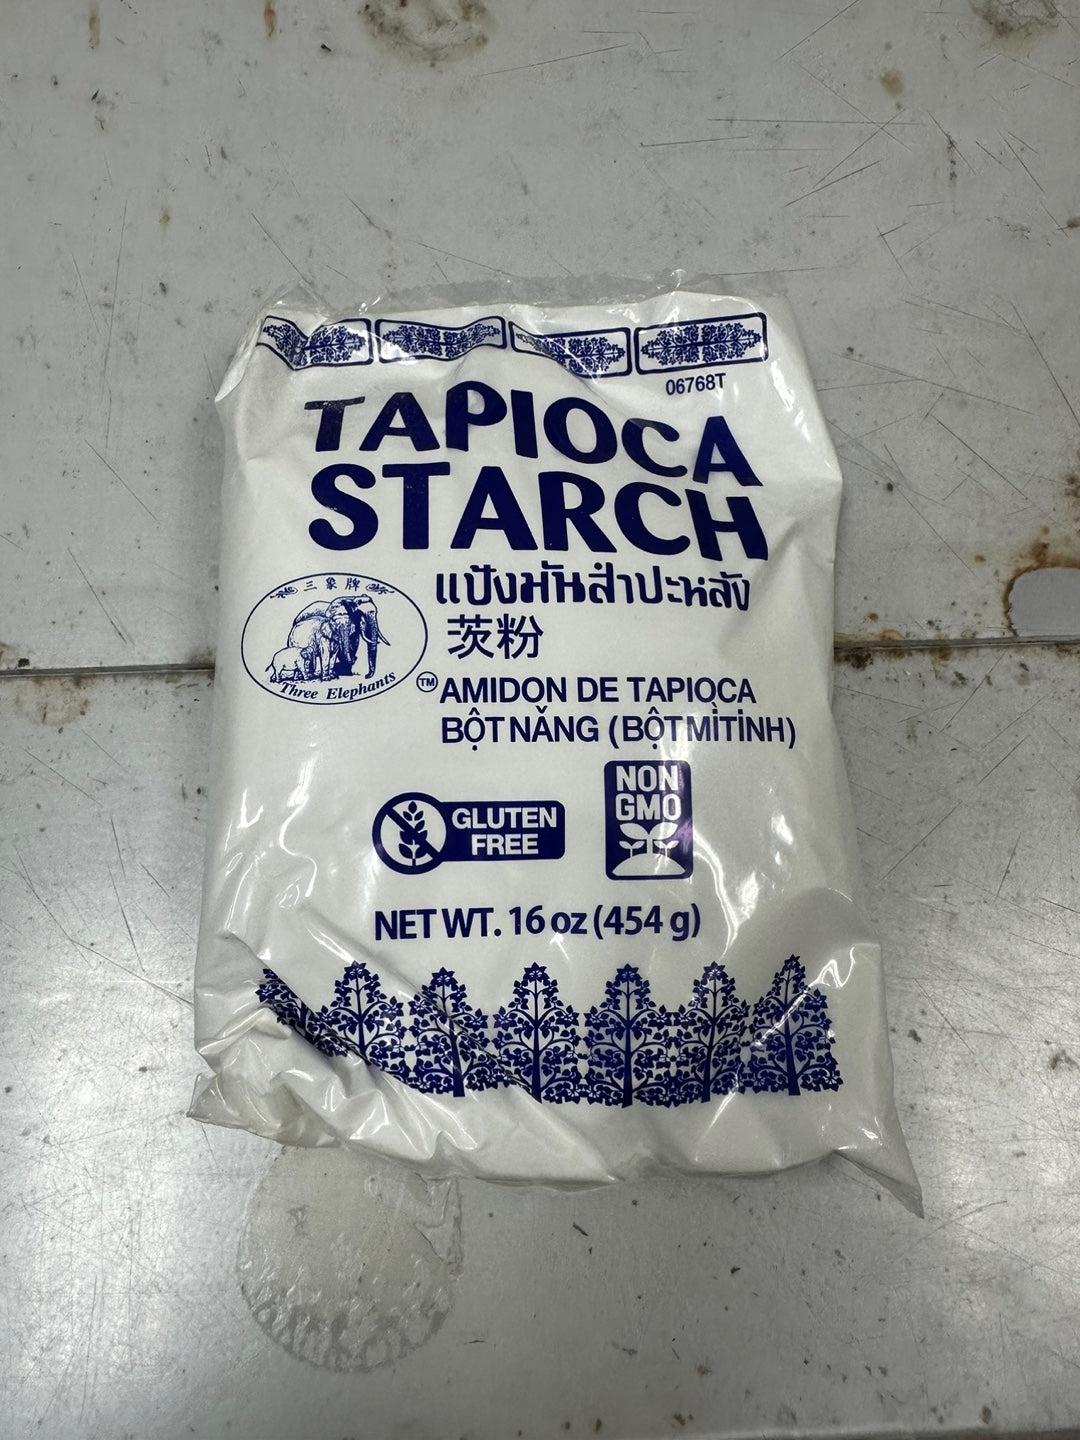 06768T
TAPIOCA
STARCH
三象牌
Three Elephants
TM
แป้งมันสำปะหลัง
茨粉
AMIDON DE TAPIOCA
BỘT NĂNG (BỘT MÌ TINH)
GLUTEN
FREE
NON
GMO
NET WT. 16 oz (454 g)